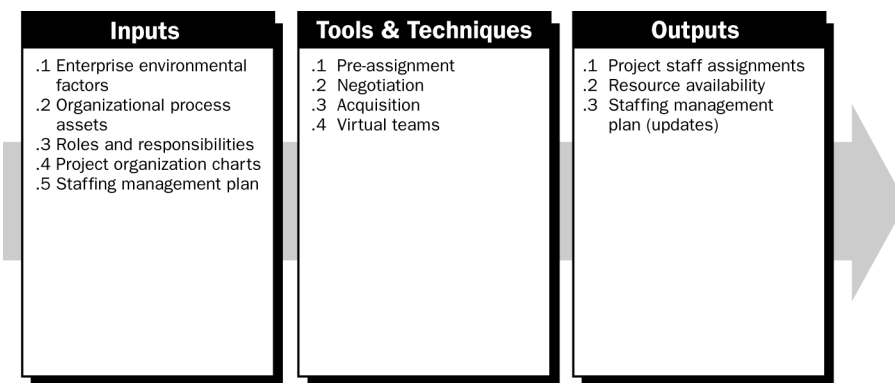 Inputs
.1 Enterprise environmental
factors
.2 Organizational process
assets
.3 Roles and responsibilities
.4 Project organization charts
.5 Staffing management plan
Tools & Techniques
.1 Pre-assignment
.2 Negotiation
.3 Acquisition
.4 Virtual teams
Outputs
.1 Project staff assignments
.2 Resource availability
.3 Staffing management
plan (updates)